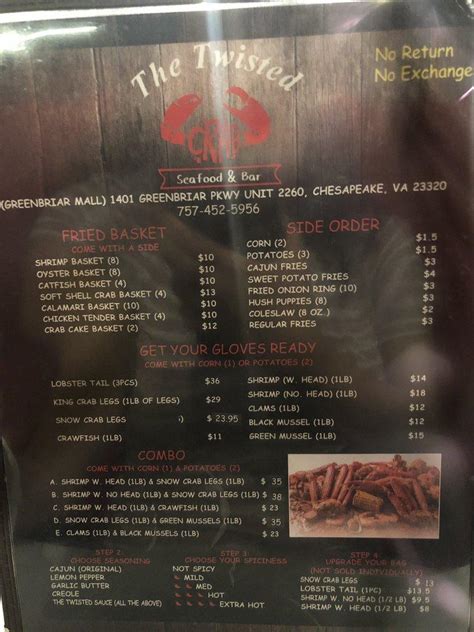 The Twisted
CRAB
Seafood & Bar
No Return
No Exchange
(GREENBRIAR MALL) 1401 GREENBRIAR PKWY UNIT 2260, CHESAPEAKE, VA 23320
757-452-5956
FRIED BASKET
COME WITH A SIDE
SHRIMP BASKET (8) $10
OYSTER BASKET (8) $10
CATFISH BASKET (4) $10
SOFT SHELL CRAB BASKET (4) $13
CALAMARI BASKET (10) $10
CHICKEN TENDER BASKET (4) $10
CRAB CAKE BASKET (2) $12
SIDE ORDER
CORN (2) $1.5
POTATOES (3) $1.5
CAJUN FRIES $3
SWEET POTATO FRIES $4
FRIED ONION RING (10) $3
HUSH PUPPIES (8) $3
COLESLAW (8 OZ.) $2
REGULAR FRIES $3
GET YOUR GLOVES READY
COME WITH CORN (1) OR POTATOES (2)
LOBSTER TAIL (3PCS) $36
KING CRAB LEGS (1LB OF LEGS) $29
SNOW CRAB LEGS ) $ 23.95
CRAWFISH (1LB) $11
SHRIMP (W. HEAD) (1LB) $14
SHRIMP (NO. HEAD) (1LB) $18
CLAMS (1LB) $12
BLACK MUSSEL (1LB) $12
GREEN MUSSEL (1LB) $15
COMBO
COME WITH CORN (1) & POTATOES (2)
A. SHRIMP W. HEAD (1LB) & SNOW CRAB LEGS (1LB) $ 35
B. SHRIMP W. NO HEAD (1LB) & SNOW CRAB LEGS (1LB) $ 38
C. SHRIMP W. HEAD (1LB) & CRAWFISH (1LB) $ 23
D. SNOW CRAB LEGS (1LB) & GREEN MUSSELS (1LB) $ 35
E. CLAMS (1LB) & BLACK MUSSELS (1LB) $ 23
STEP 2:
CHOOSE SEASONING
CAJUN (ORIGINAL)
LEMON PEPPER
GARLIC BUTTER
CREOLE
THE TWISTED SAUCE (ALL THE ABOVE)
STEP 3:
CHOOSE YOUR SPICINESS
NOT SPICY
MILD
MED
HOT
EXTRA HOT
STEP 4:
UPGRADE YOUR BAG
(NOT SOLD INDIVIDUALLY)
SNOW CRAB LEGS $ 13
LOBSTER TAIL (1PC) $ 13.5
SHRIMP W. NO HEAD (1/2 LB) $ 9.5
SHRIMP W. HEAD (1/2 LB) $ 8